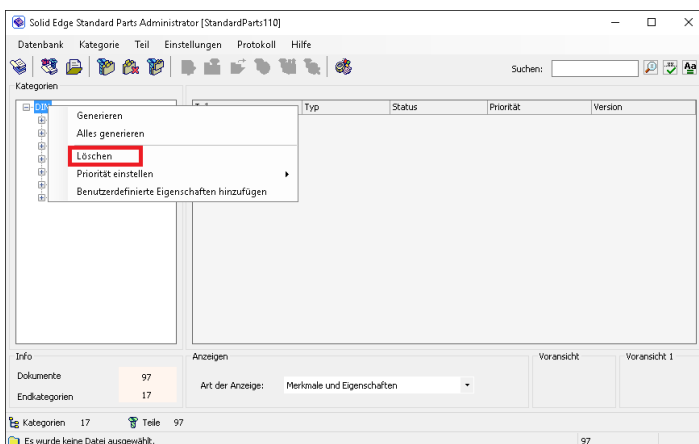 Solid Edge Standard Parts Administrator [StandardParts110]
Datenbank Kategorie Teil Einstellungen Protokoll Hilfe
Suchen:
Kategorien
DIN
Typ Status Priorität Version
Generieren
Alles generieren
Löschen
Priorität einstellen
Benutzerdefinierte Eigenschaften hinzufügen
Info Anzeigen Voransicht Voransicht 1
Dokumente 97
Art der Anzeige: Merkmale und Eigenschaften
Endkategorien 17
Kategorien 17 Teile 97
Es wurde keine Datei ausgewählt. 97